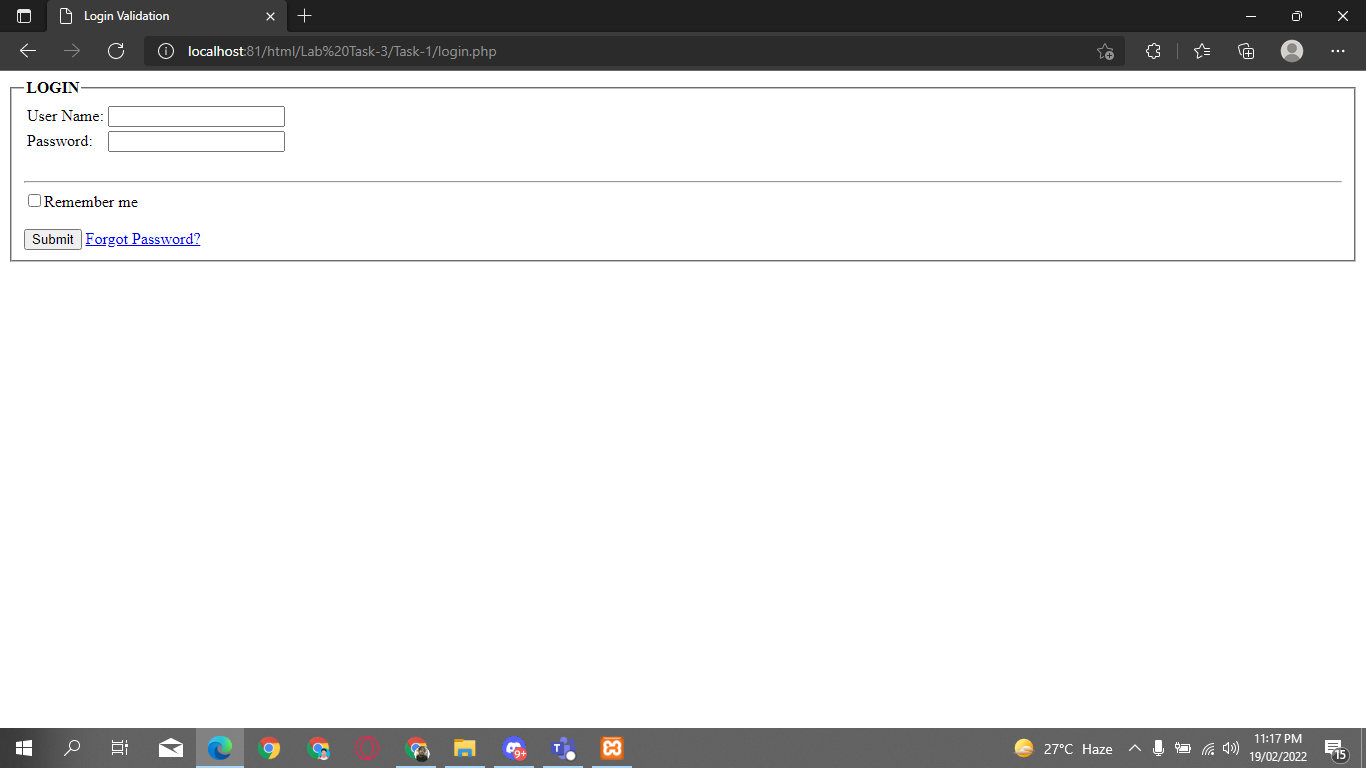 Login Validation
localhost:81/html/Lab%20Task-3/Task-1/login.php
LOGIN
User Name:
Password:
Remember me
Submit Forgot Password?
9+
T
27°C Haze
11:17 PM
19/02/2022
15